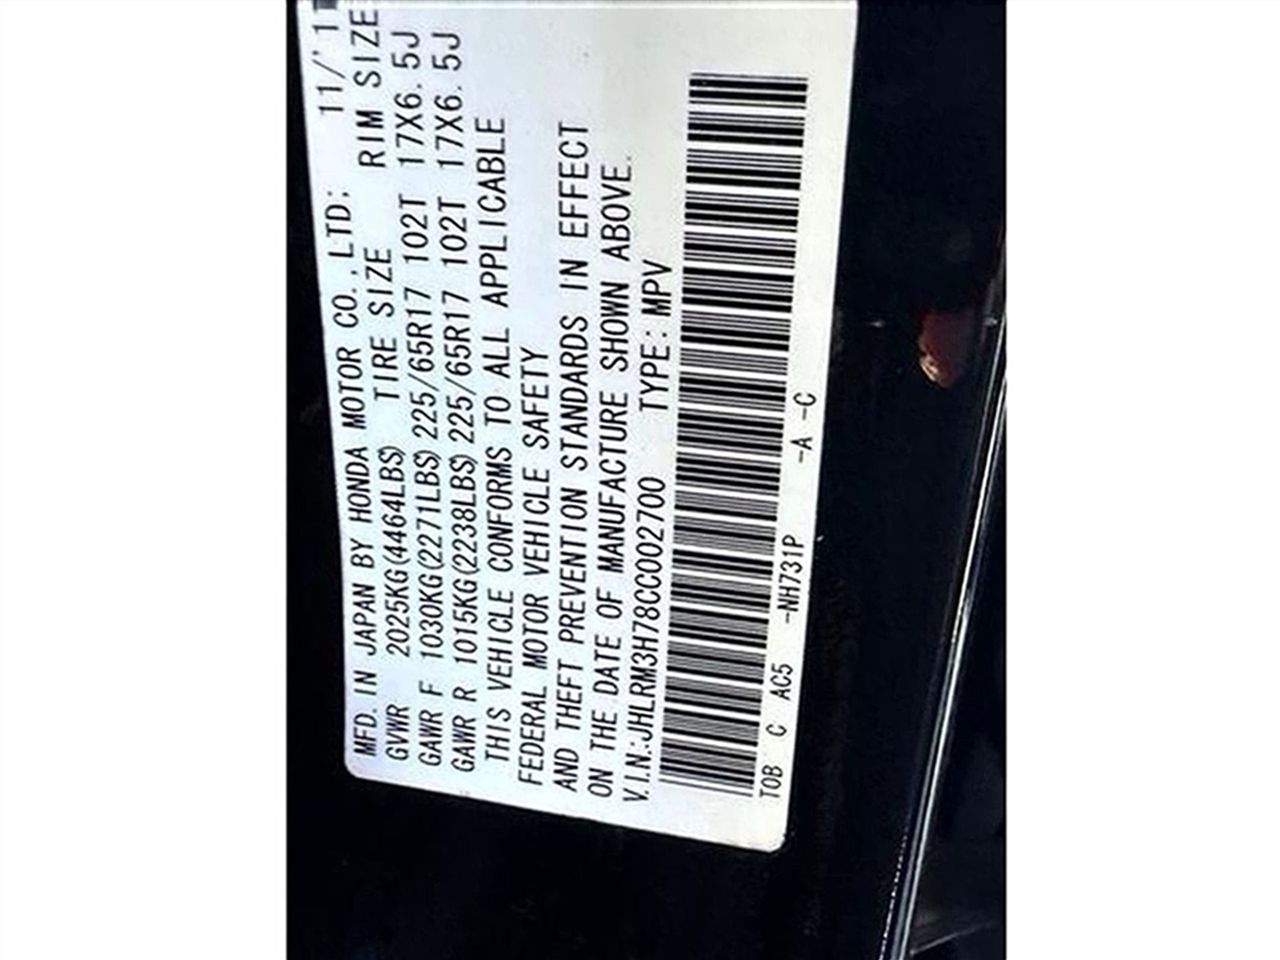 MFD. IN JAPAN BY HONDA MOTOR CO., LTD: 11/'1
GVWR 2025KG(4464LBS) TIRE SIZE RIM SIZE
GAWR F 1030KG(2271LBS) 225/65R17 102T 17X6.5J
GAWR R 1015KG(2238LBS) 225/65R17 102T 17X6.5J
THIS VEHICLE CONFORMS TO ALL APPLICABLE
FEDERAL MOTOR VEHICLE SAFETY
AND THEFT PREVENTION STANDARDS IN EFFECT
ON THE DATE OF MANUFACTURE SHOWN ABOVE.
V.I.N.:JHLRM3H78CC002700 TYPE: MPV
TOB C AC5 -NH731P -A -C